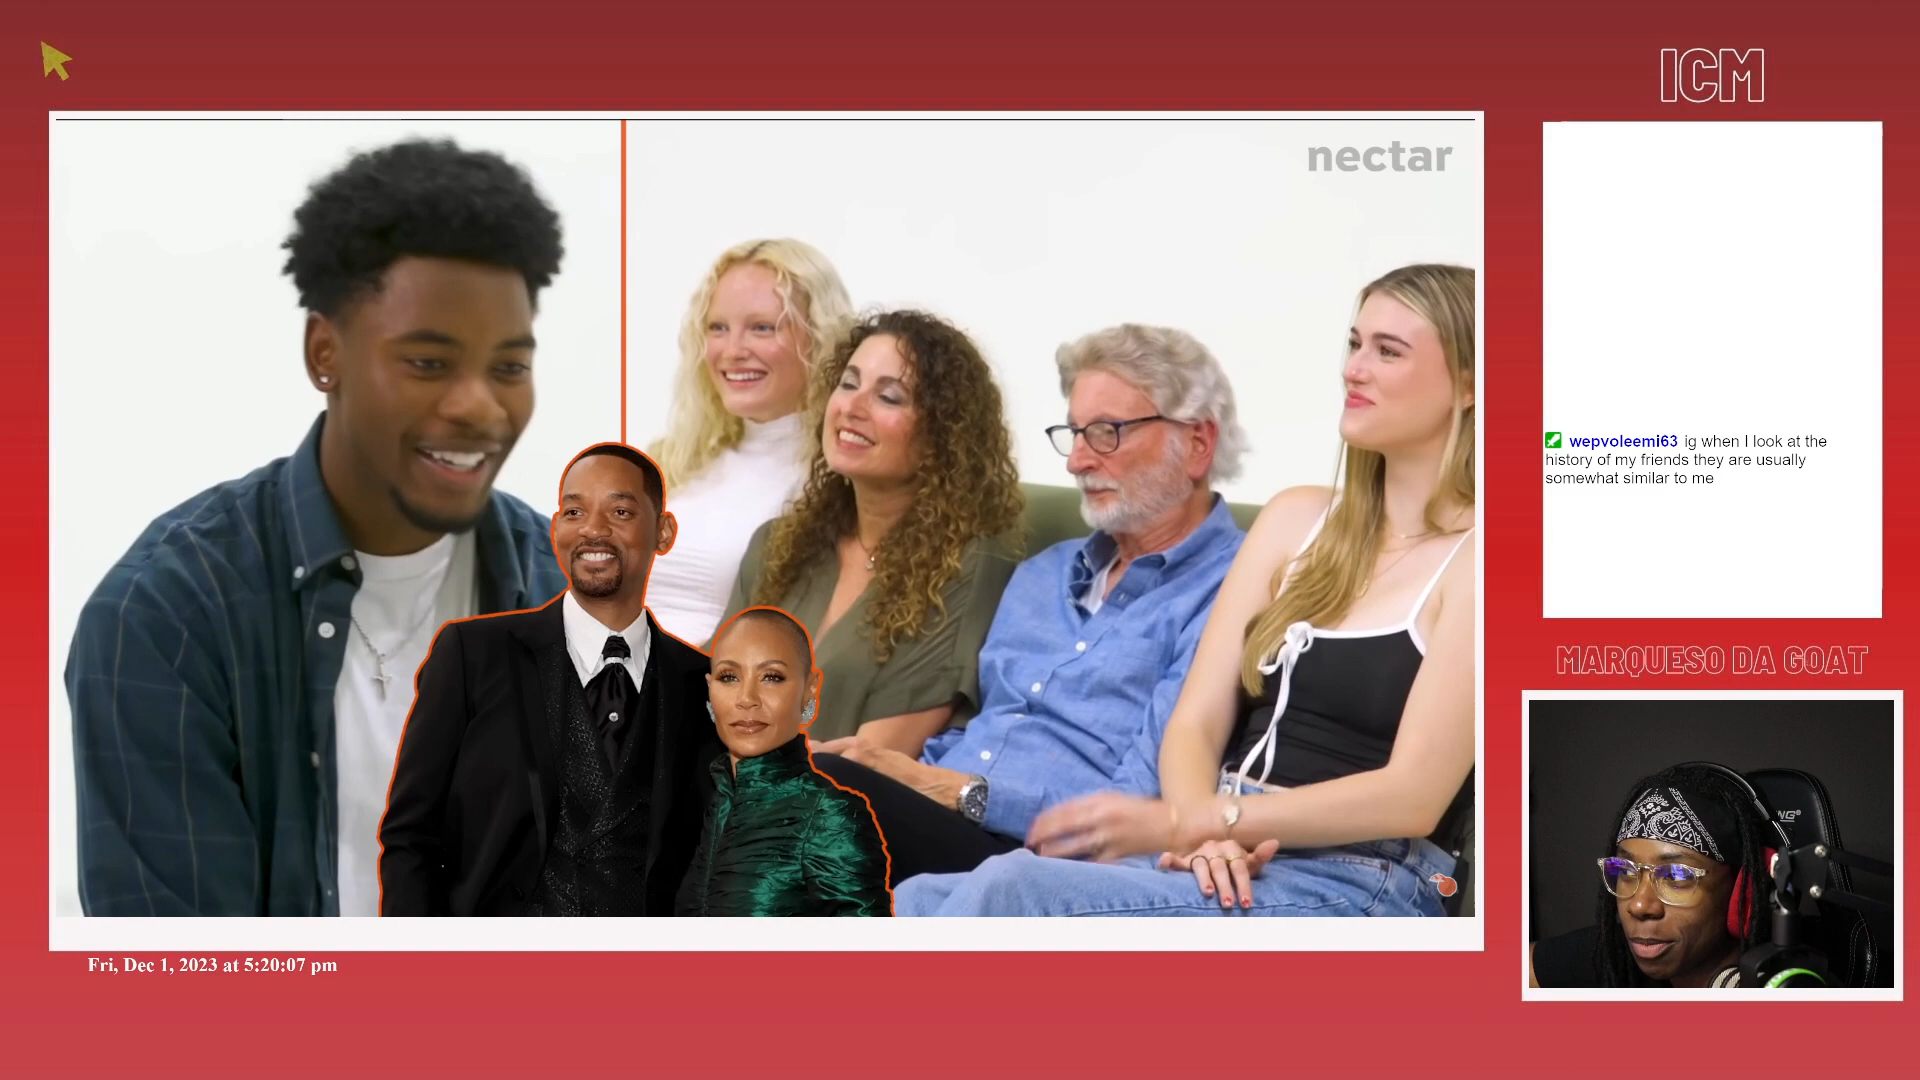 ICM
nectar
wepvoleemi63 ig when I look at the
history of my friends they are usually
somewhat similar to me
MARQUESO DA GOAT
NG®
Fri, Dec 1, 2023 at 5:20:07 pm